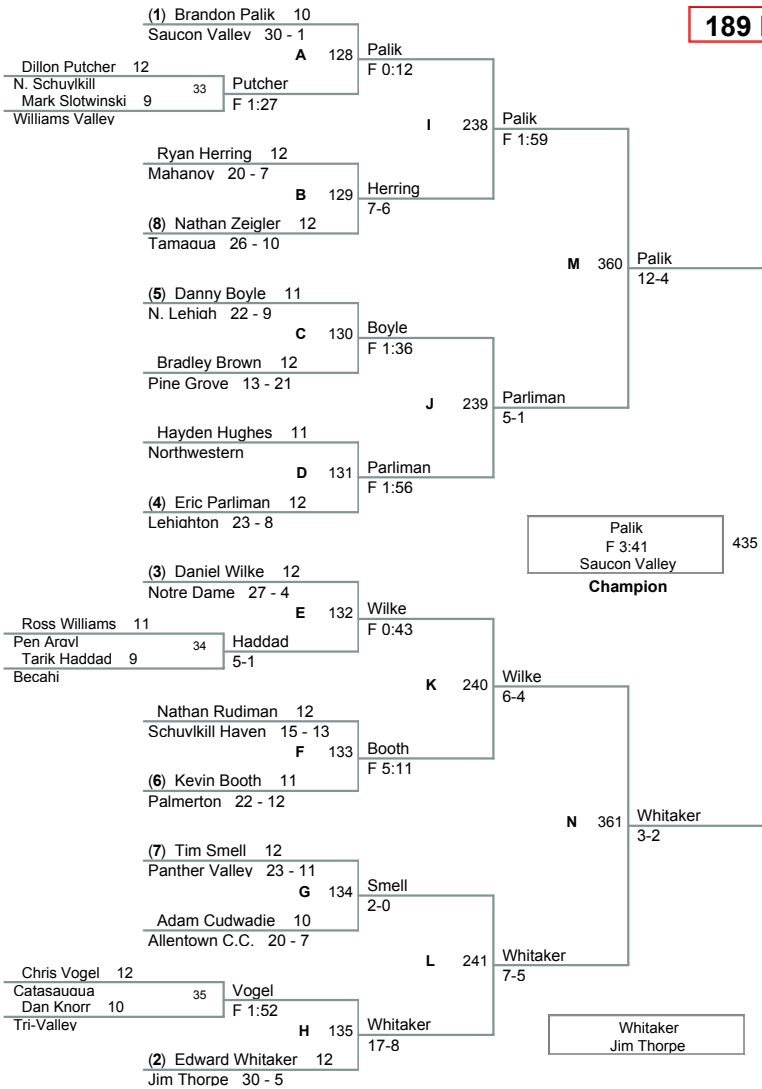 (1) Brandon Palik 10
Saucon Valley 30 - 1
189
A 128
Palik
F 0:12
Dillon Putcher 12
N. Schuylkill
33
Mark Slotwinski 9
Williams Valley
Putcher
F 1:27
I 238
Palik
F 1:59
Ryan Herring 12
Mahanoy 20 - 7
B 129
Herring
7-6
(8) Nathan Zeigler 12
Tamaqua 26 - 10
M 360
Palik
12-4
(5) Danny Boyle 11
N. Lehigh 22 - 9
C 130
Boyle
F 1:36
Bradley Brown 12
Pine Grove 13 - 21
J 239
Parliman
5-1
Hayden Hughes 11
Northwestern
D 131
Parliman
F 1:56
(4) Eric Parliman 12
Lehighton 23 - 8
Palik
F 3:41
Saucon Valley
435
Champion
(3) Daniel Wilke 12
Notre Dame 27 - 4
E 132
Wilke
F 0:43
Ross Williams 11
Pen Argyl
34
Tarik Haddad 9
Becahi
Haddad
5-1
K 240
Wilke
6-4
Nathan Rudiman 12
Schuylkill Haven 15 - 13
F 133
Booth
F 5:11
(6) Kevin Booth 11
Palmerton 22 - 12
N 361
Whitaker
3-2
(7) Tim Smell 12
Panther Valley 23 - 11
G 134
Smell
2-0
Adam Cudwadie 10
Allentown C.C. 20 - 7
L 241
Whitaker
7-5
Chris Vogel 12
Catasauqua
35
Dan Knorr 10
Tri-Valley
Vogel
F 1:52
H 135
Whitaker
17-8
(2) Edward Whitaker 12
Jim Thorpe 30 - 5
Whitaker
Jim Thorpe